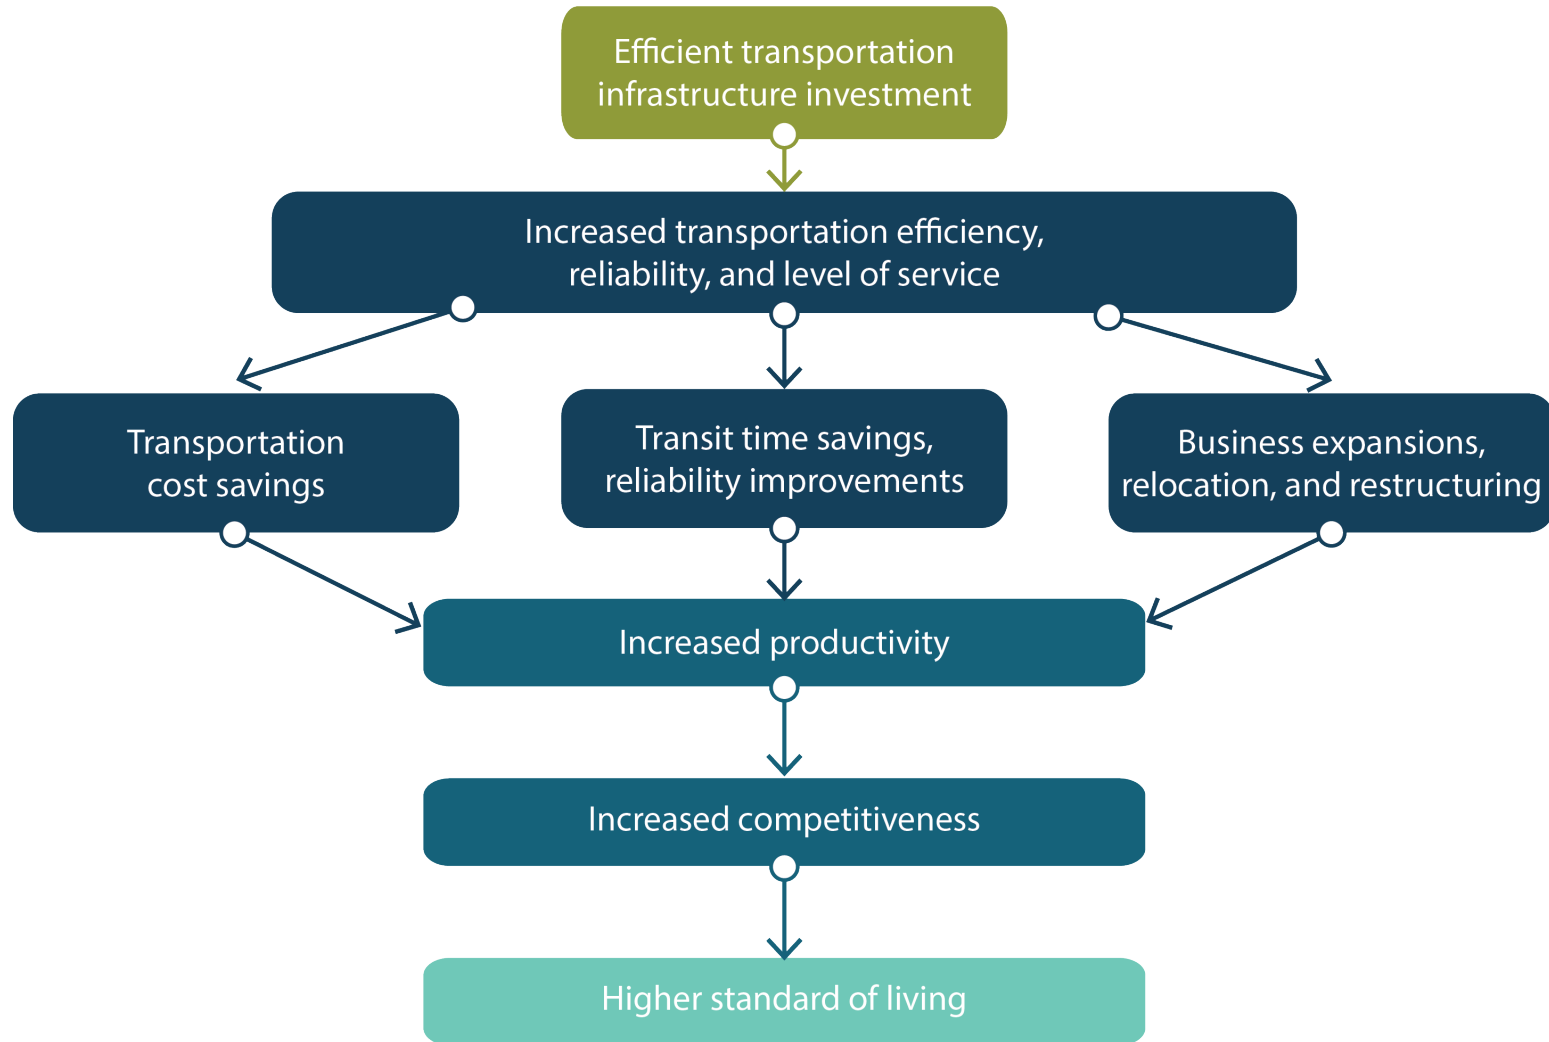 Efficient transportation
infrastructure investment
Increased transportation efficiency,
reliability, and level of service
Transportation
cost savings
Transit time savings,
reliability improvements
Business expansions,
relocation, and restructuring
Increased productivity
Increased competitiveness
Higher standard of living